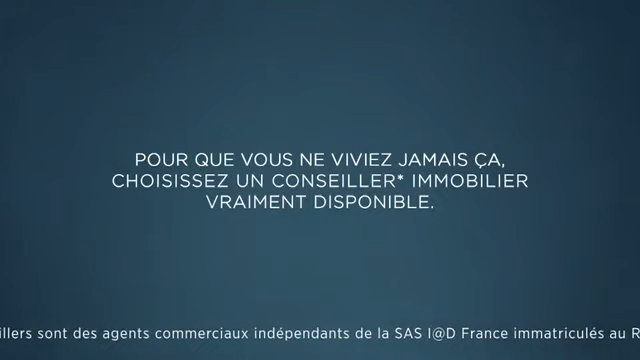 POUR QUE VOUS NE VIVIEZ JAMAIS ÇA,
CHOISISSEZ UN CONSEILLER* IMMOBILIER
VRAIMENT DISPONIBLE.
illers sont des agents commerciaux indépendants de la SAS I@D France immatriculés au R